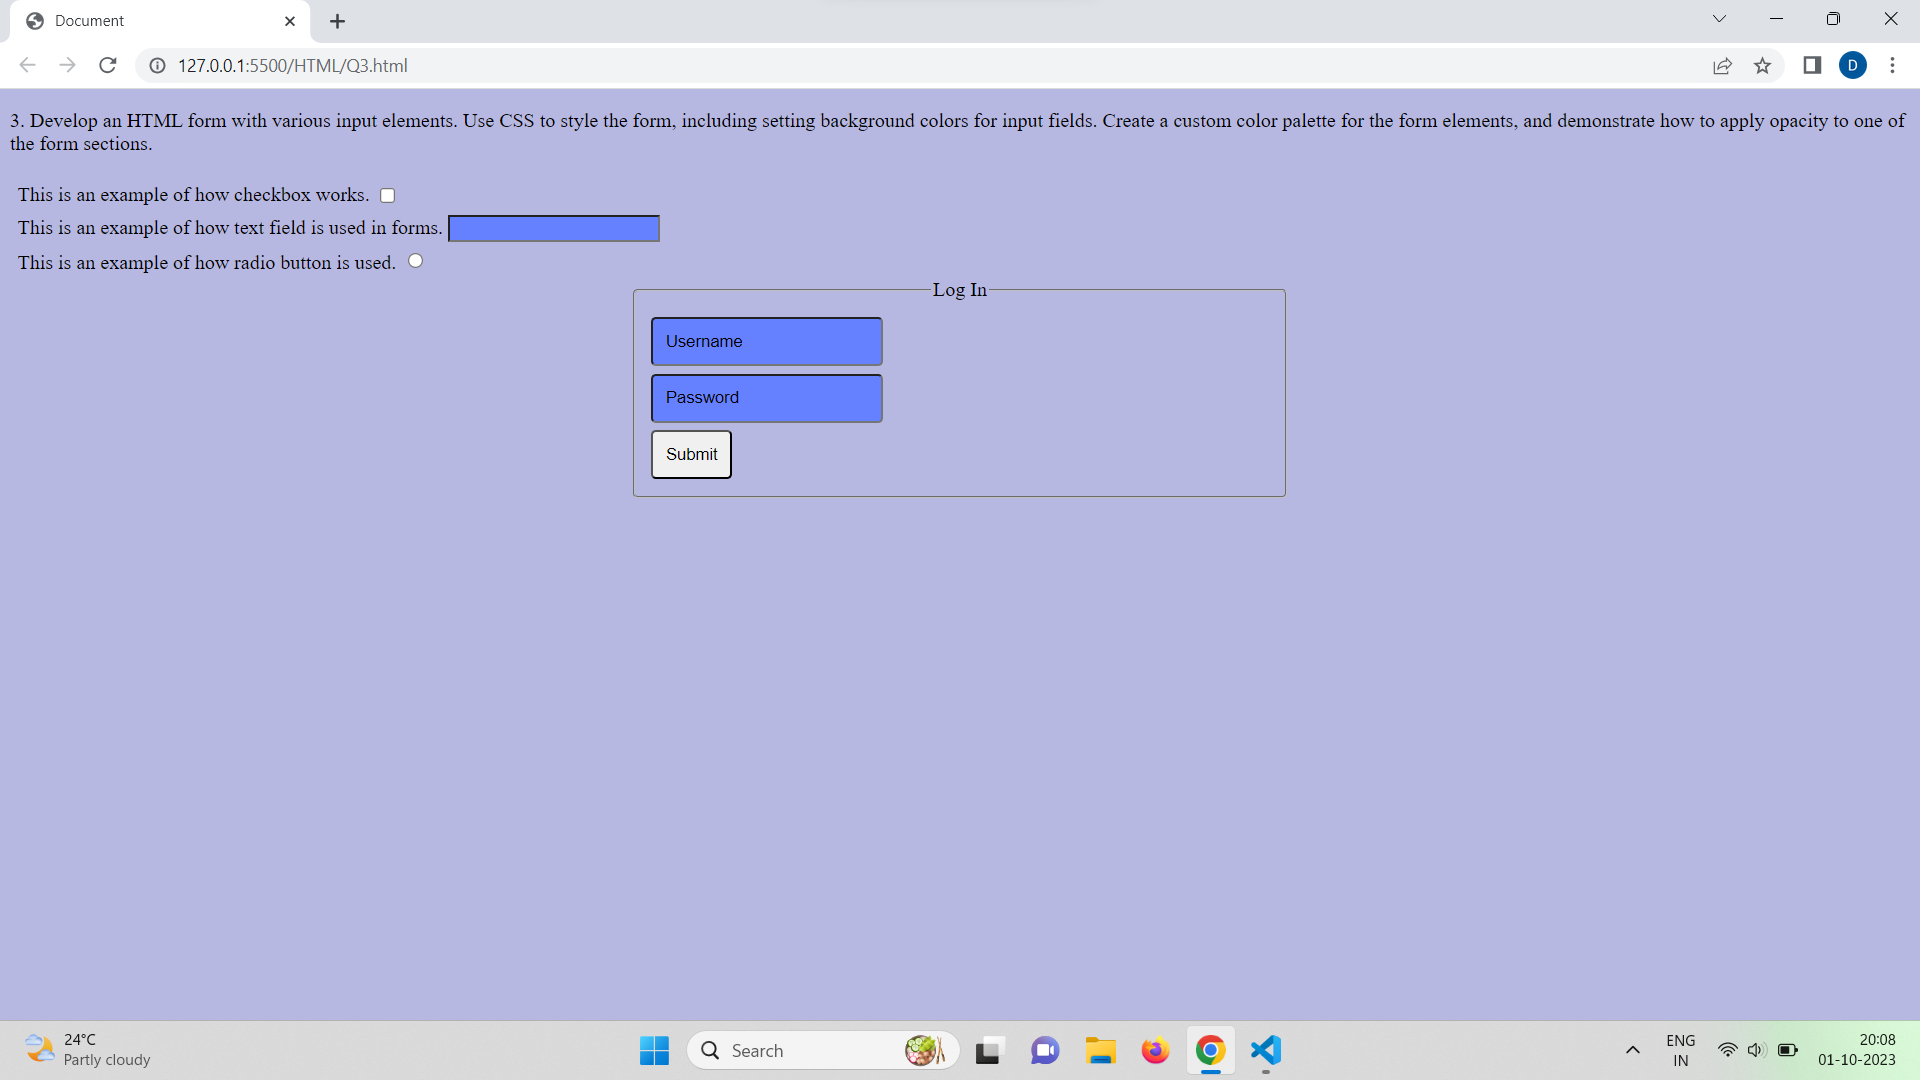 Document
127.0.0.1:5500/HTML/Q3.html
D
3. Develop an HTML form with various input elements. Use CSS to style the form, including setting background colors for input fields. Create a custom color palette for the form elements, and demonstrate how to apply opacity to one of
the form sections.
This is an example of how checkbox works.
This is an example of how text field is used in forms.
This is an example of how radio button is used.
Log In
Username
Password
Submit
24°C
Partly cloudy
Search
ENG
IN
20:08
01-10-2023